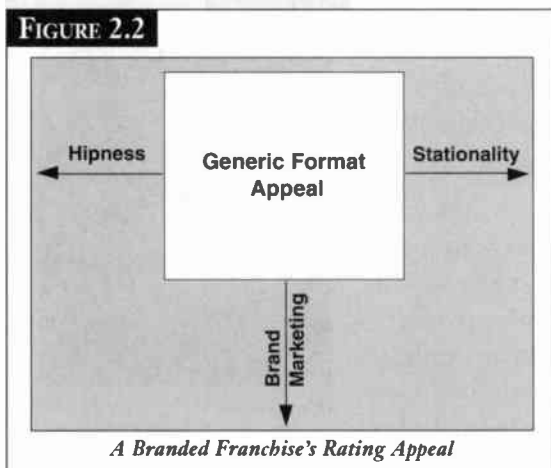 FIGURE 2.2
Hipness
Generic Format
Appeal
Stationality
Brand
Marketing
A Branded Franchise's Rating Appeal